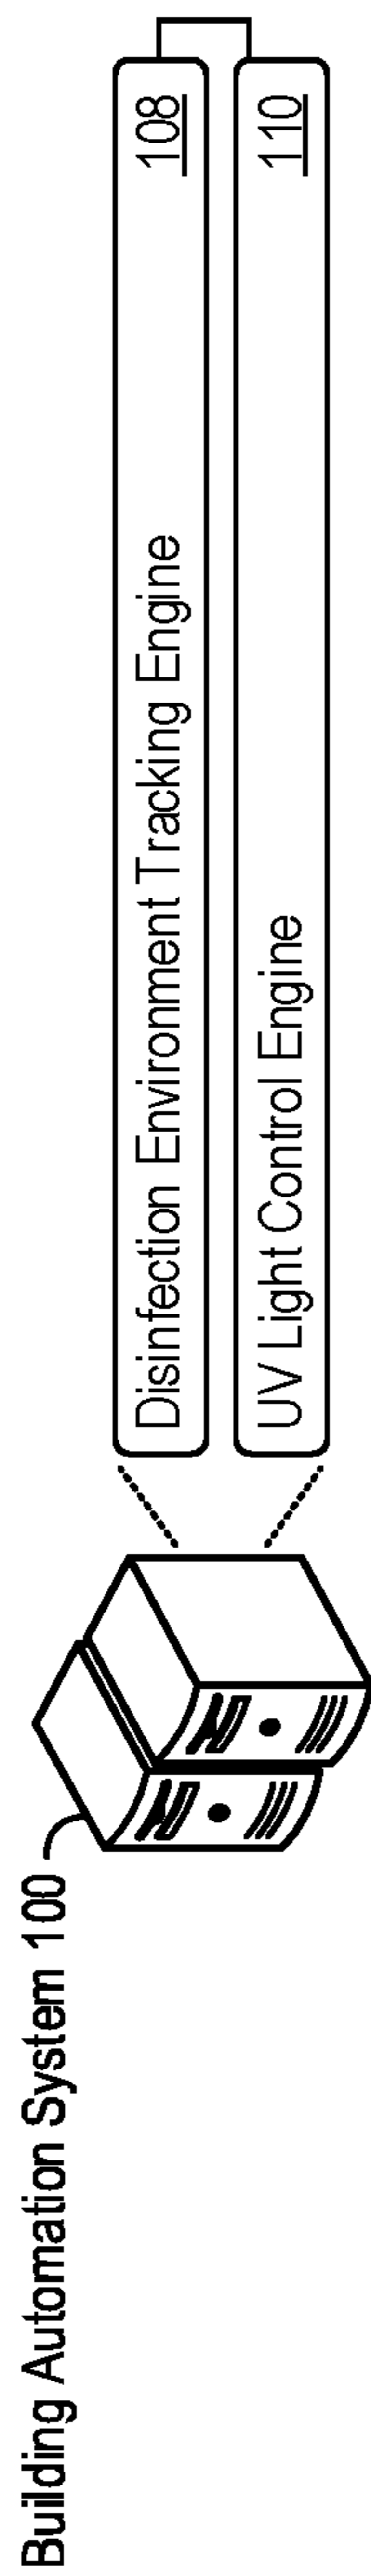 Building Automation System 100
Disinfection Environment Tracking Engine 108
UV Light Control Engine 110